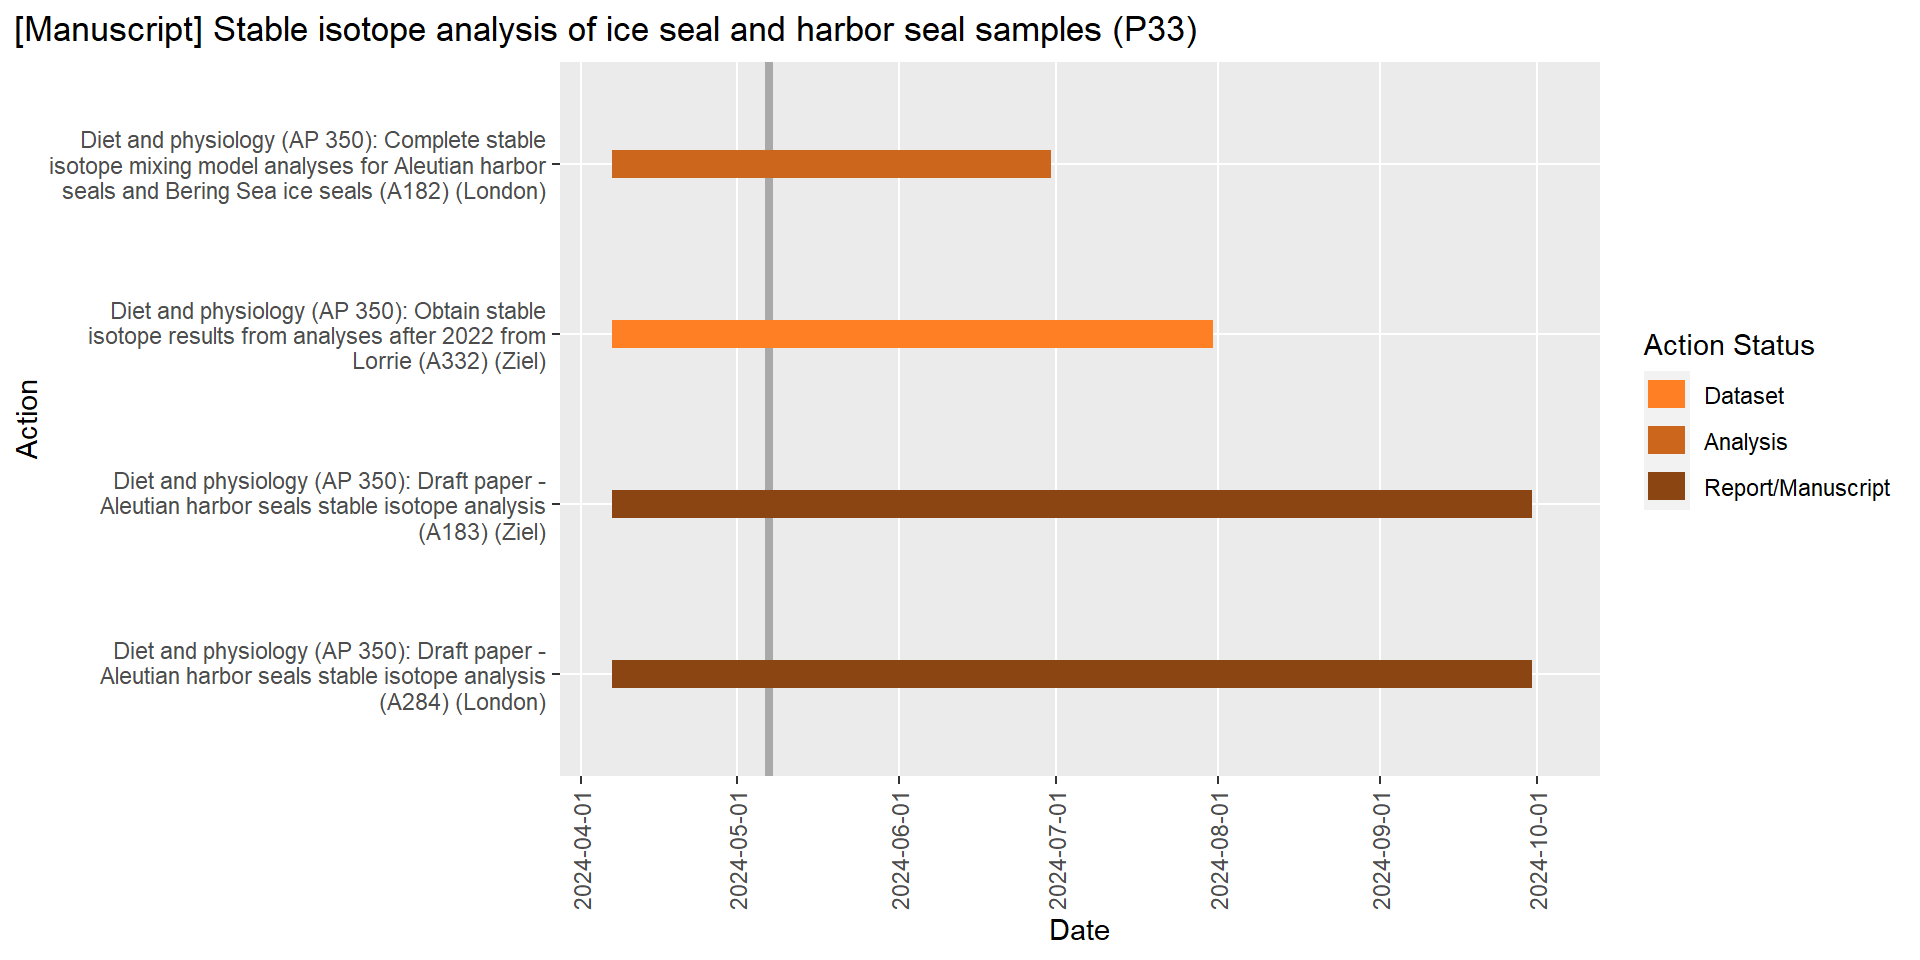 [Manuscript] Stable isotope analysis of ice seal and harbor seal samples (P33)
Action
Diet and physiology (AP 350): Complete stable
isotope mixing model analyses for Aleutian harbor
seals and Bering Sea ice seals (A182) (London)
Diet and physiology (AP 350): Obtain stable
isotope results from analyses after 2022 from
Lorrie (A332) (Ziel)
Diet and physiology (AP 350): Draft paper -
Aleutian harbor seals stable isotope analysis
(A183) (Ziel)
Diet and physiology (AP 350): Draft paper -
Aleutian harbor seals stable isotope analysis
(A284) (London)
2024-04-01
2024-05-01
2024-06-01
2024-07-01
2024-08-01
2024-09-01
2024-10-01
Date
Action Status
Dataset
Analysis
Report/Manuscript